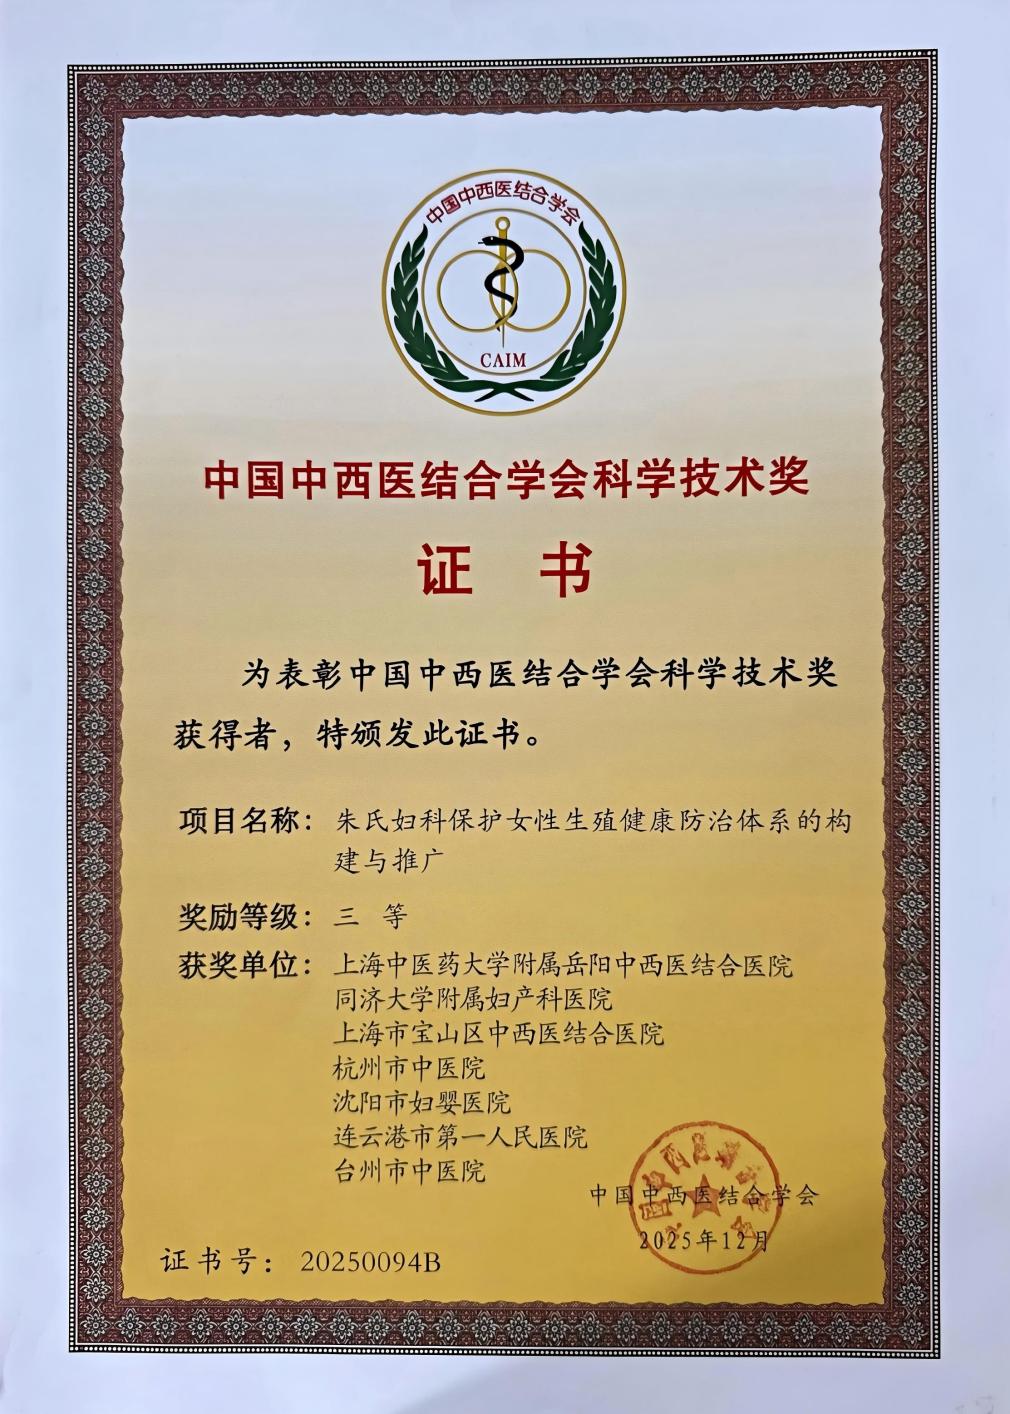 中国中西医结合学会
CAIM
中国中西医结合学会科学技术奖
证 书
为表彰中国中西医结合学会科学技术奖
获得者，特颁发此证书。
项目名称：朱氏妇科保护女性生殖健康防治体系的构
建与推广
奖励等级：三 等
获奖单位：上海中医药大学附属岳阳中西医结合医院
同济大学附属妇产科医院
上海市宝山区中西医结合医院
杭州市中医院
沈阳市妇婴医院
连云港市第一人民医院
台州市中医院
中国中西医结合学会
2025年12月
证书号：20250094B